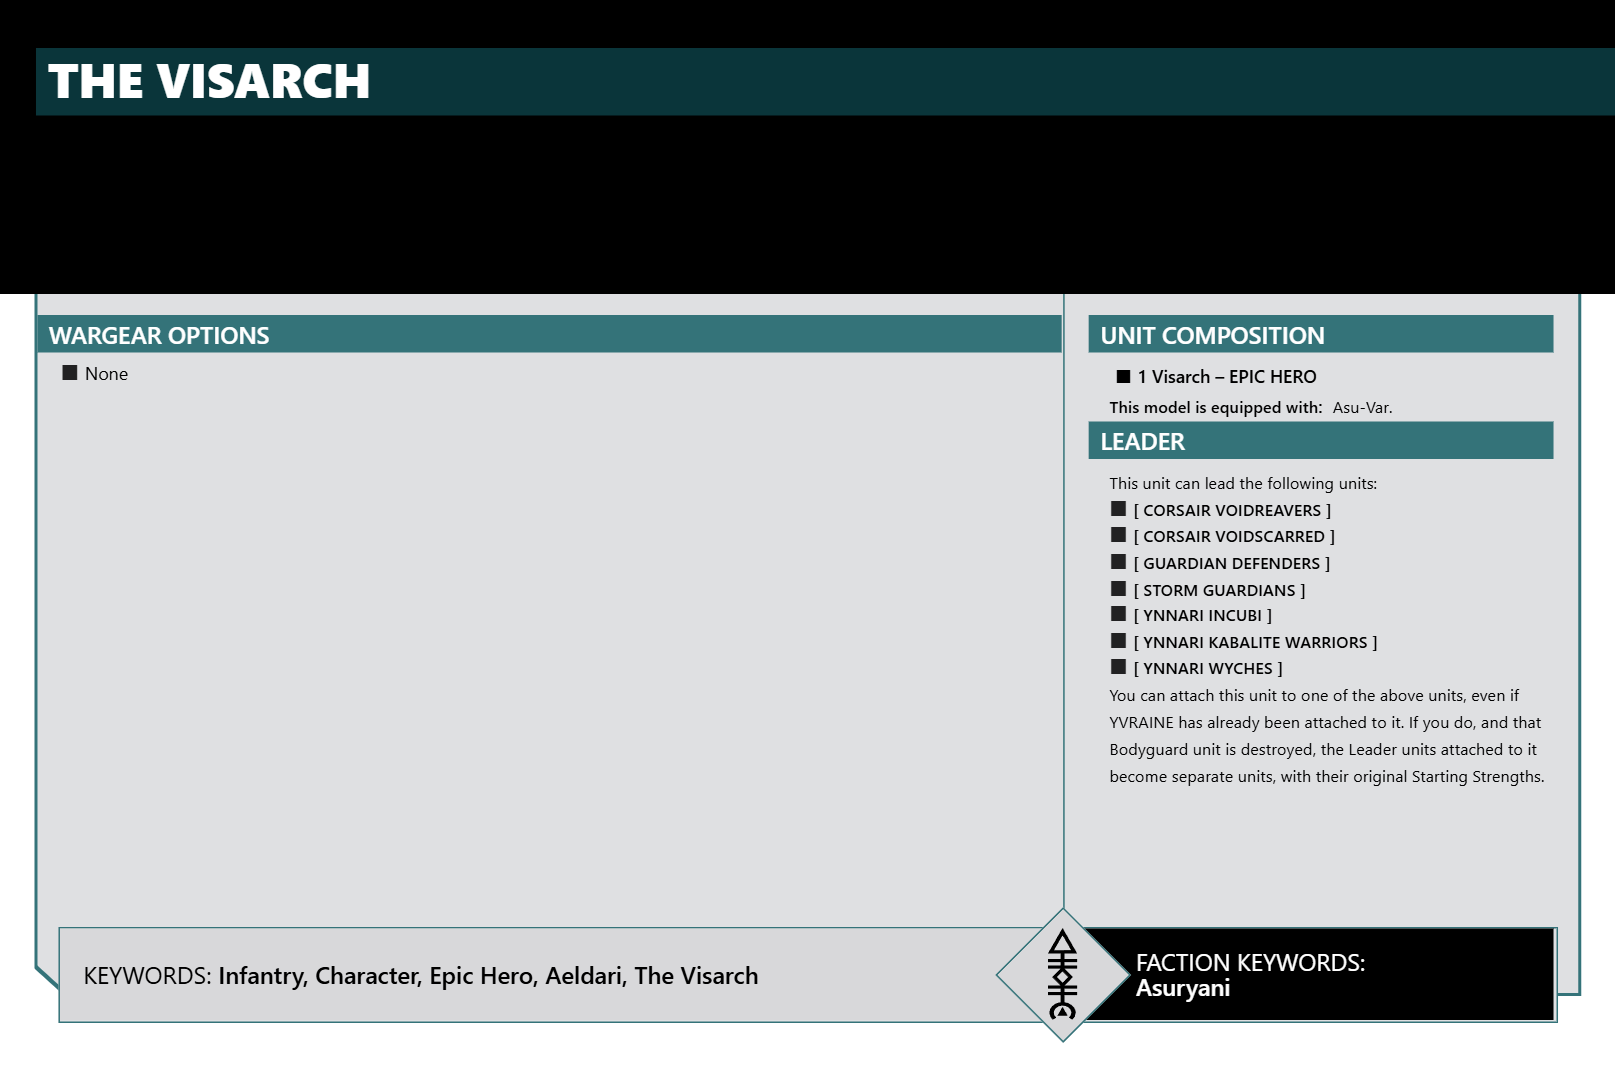 THE VISARCH
WARGEAR OPTIONS
None
UNIT COMPOSITION
1 Visarch – EPIC HERO
This model is equipped with: Asu-Var.
LEADER
This unit can lead the following units:
[ CORSAIR VOIDREAVERS ]
[ CORSAIR VOIDSCARRED ]
[ GUARDIAN DEFENDERS ]
[ STORM GUARDIANS ]
[ YNNARI INCUBI ]
[ YNNARI KABALITE WARRIORS ]
[ YNNARI WYCHES ]
You can attach this unit to one of the above units, even if
YVRAINE has already been attached to it. If you do, and that
Bodyguard unit is destroyed, the Leader units attached to it
become separate units, with their original Starting Strengths.
KEYWORDS: Infantry, Character, Epic Hero, Aeldari, The Visarch
FACTION KEYWORDS:
Asuryani